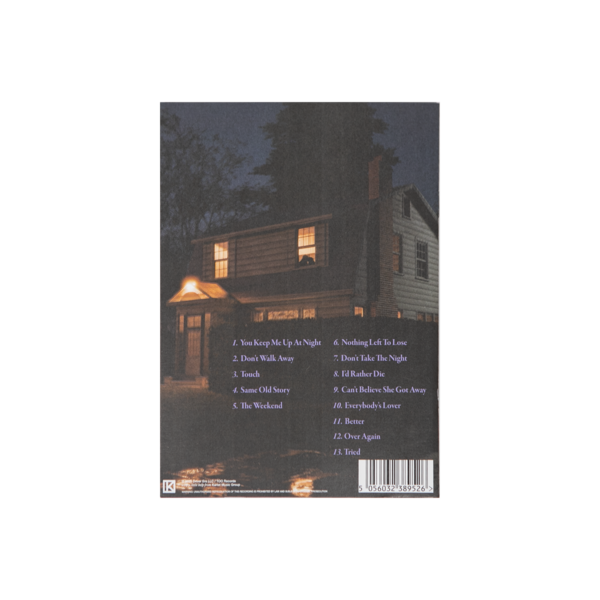 1. You Keep Me Up At Night
2. Don't Walk Away
3. Touch
4. Same Old Story
5. The Weekend
6. Nothing Left To Lose
7. Don't Take The Night
8. I'd Rather Die
9. Can't Believe She Got Away
10. Everybody's Lover
11. Better
12. Over Again
13. Tried
K
5 056032 389526 >